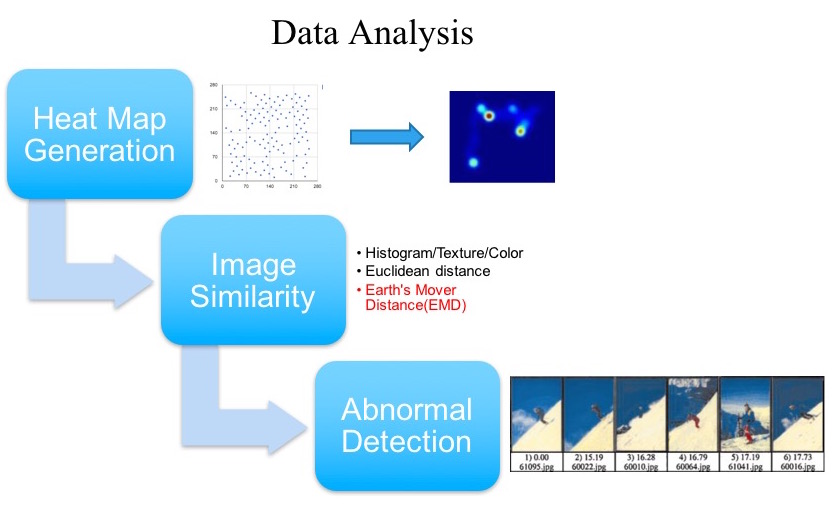 Data Analysis
Heat Map
Generation
280
210
140
70
0
0 70 140 210 280
Image
Similarity
• Histogram/Texture/Color
• Euclidean distance
• Earth's Mover
Distance(EMD)
Abnormal
Detection
1) 0.00
61095.jpg
2) 15.19
60022.jpg
3) 16.28
60010.jpg
4) 16.79
60064.jpg
5) 17.19
61041.jpg
6) 17.73
60016.jpg